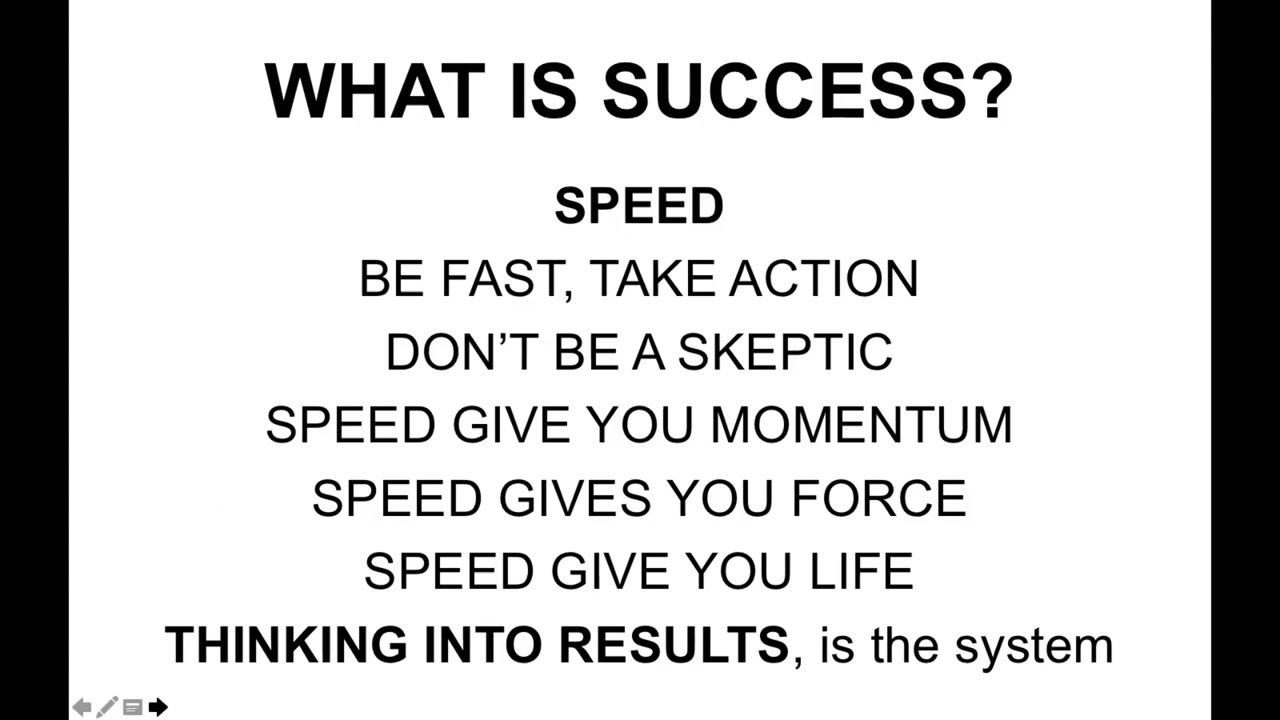 WHAT IS SUCCESS?
SPEED
BE FAST, TAKE ACTION
DON’T BE A SKEPTIC
SPEED GIVE YOU MOMENTUM
SPEED GIVES YOU FORCE
SPEED GIVE YOU LIFE
THINKING INTO RESULTS, is the system